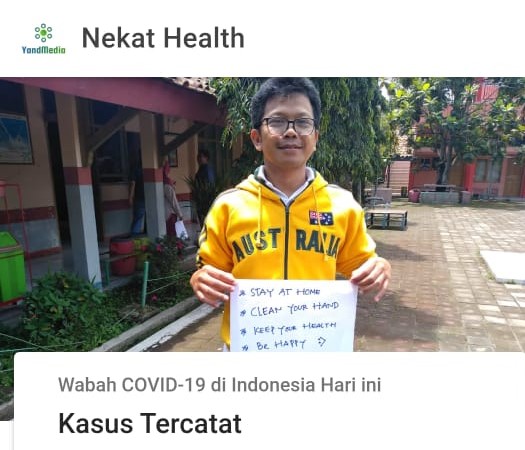 YandMedia
Nekat Health
AUSTRALIA
* STAY AT HOME
* CLEAN YOUR HAND
* KEEP YOUR HEALTH
* BE HAPPY :)
Wabah COVID-19 di Indonesia Hari ini
Kasus Tercatat